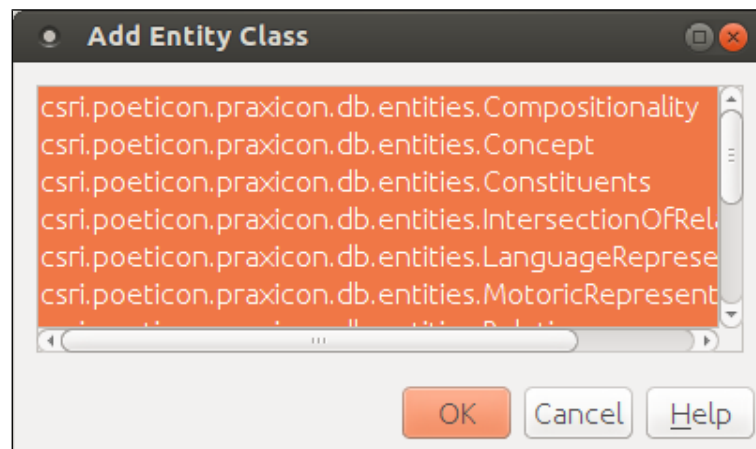 Add Entity Class
csri.poeticon.praxicon.db.entities.Compositionality
csri.poeticon.praxicon.db.entities.Concept
csri.poeticon.praxicon.db.entities.Constituents
csri.poeticon.praxicon.db.entities.IntersectionOfRel
csri.poeticon.praxicon.db.entities.LanguageReprese
csri.poeticon.praxicon.db.entities.MotoricRepresent
OK Cancel Help